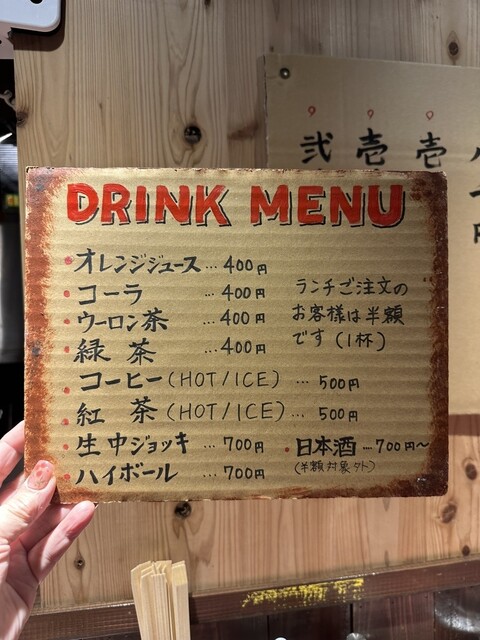 弐 壱 壱
DRINK MENU
・オレンジジュース … 400円
・コーラ … 400円
・ウーロン茶 … 400円
・緑茶 … 400円
ランチご注文の
お客様は半額
です(1杯)
・コーヒー(HOT/ICE) … 500円
・紅茶(HOT/ICE) … 500円
・生中ジョッキ … 700円
・ハイボール … 700円
・日本酒 … 700円〜
(半額対象外)